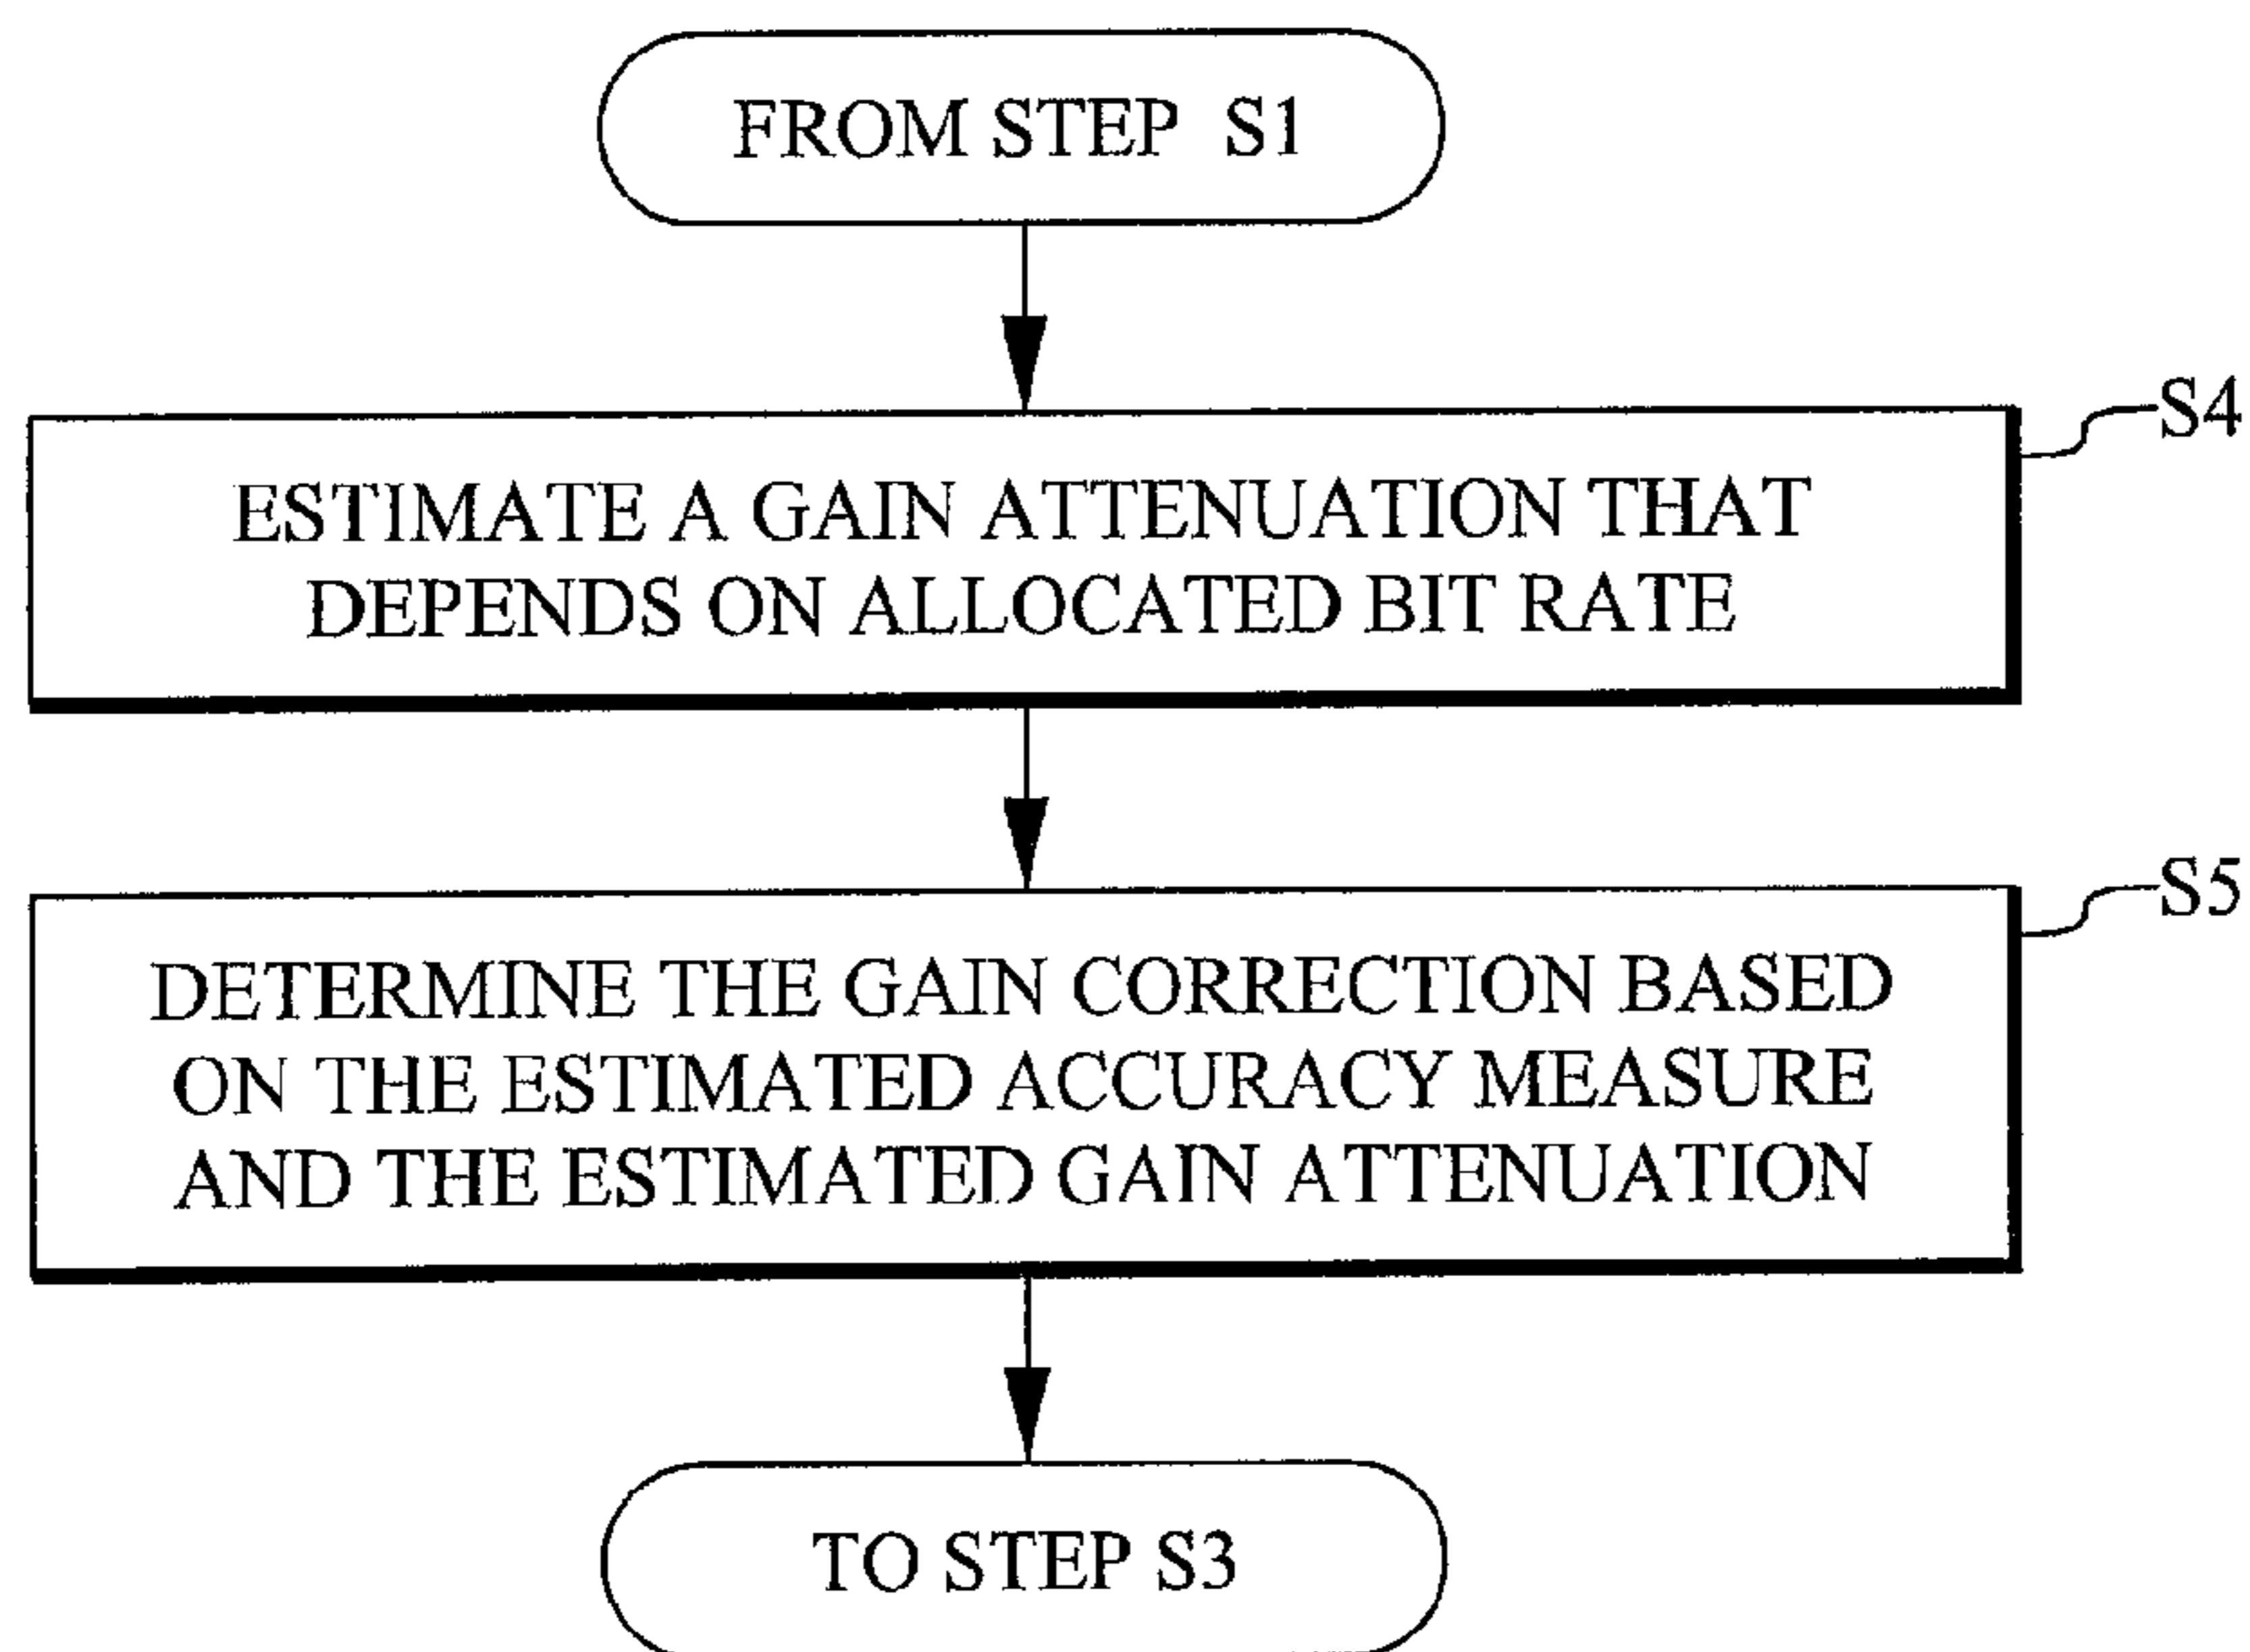 FROM STEP S1
S4
ESTIMATE A GAIN ATTENUATION THAT
DEPENDS ON ALLOCATED BIT RATE
S5
DETERMINE THE GAIN CORRECTION BASED
ON THE ESTIMATED ACCURACY MEASURE
AND THE ESTIMATED GAIN ATTENUATION
TO STEP S3